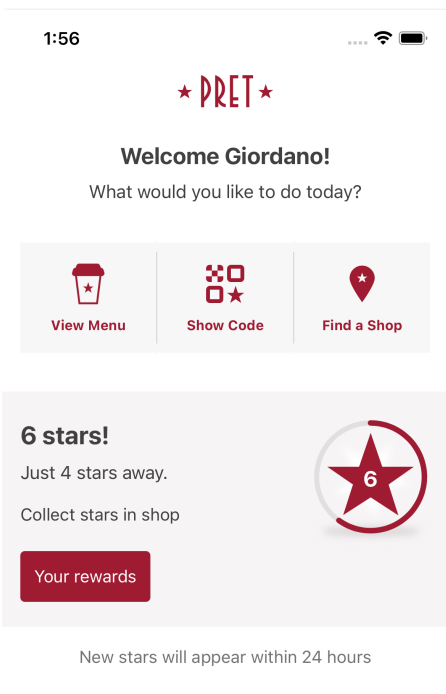 1:56
PRET
Welcome Giordano!
What would you like to do today?
View Menu
Show Code
Find a Shop
6 stars!
Just 4 stars away.
6
Collect stars in shop
Your rewards
New stars will appear within 24 hours